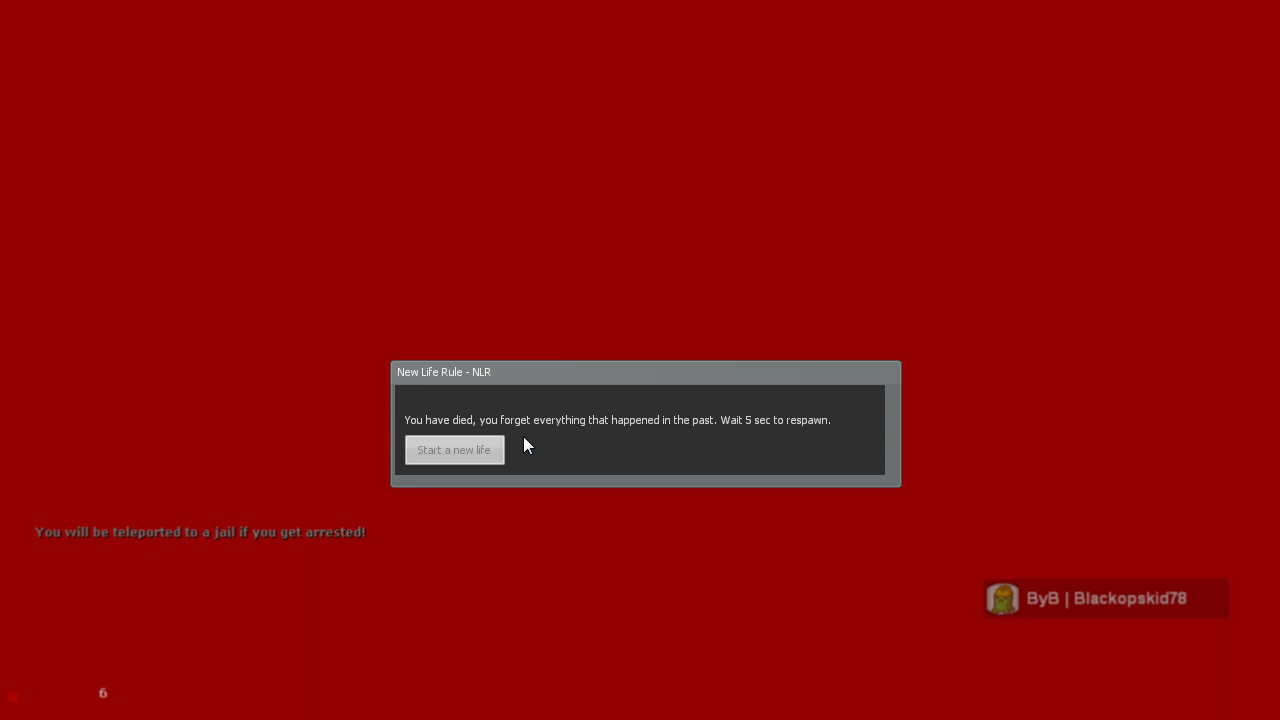 New Life Rule - NLR
You have died, you forget everything that happened in the past. Wait 5 sec to respawn.
Start a new life
You will be teleported to a jail if you get arrested!
ByB | Blackopskid78
6